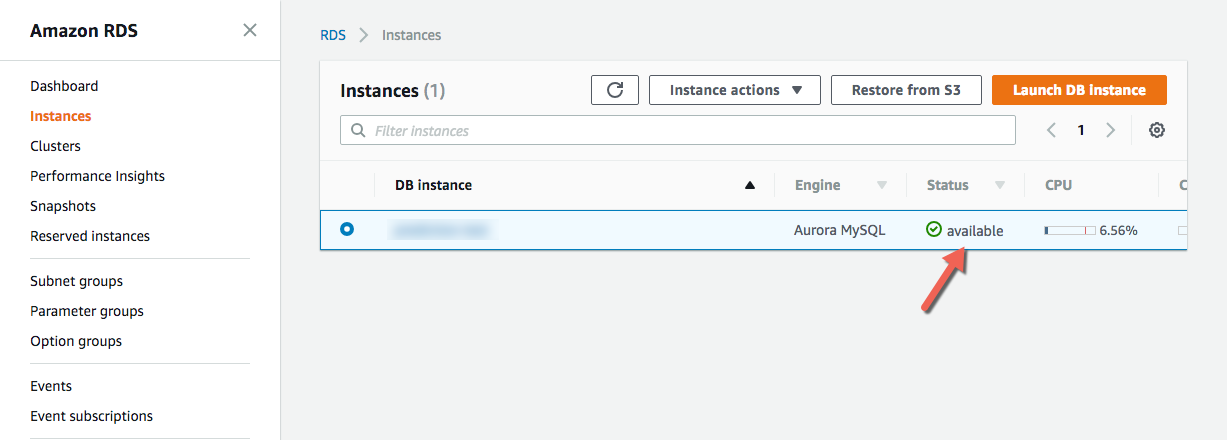 Amazon RDS
Dashboard
Instances
Clusters
Performance Insights
Snapshots
Reserved instances
Subnet groups
Parameter groups
Option groups
Events
Event subscriptions
RDS > Instances
Instances (1)
Instance actions
Restore from S3
Launch DB instance
Filter instances
1
DB instance Engine Status CPU C
Aurora MySQL available 6.56%